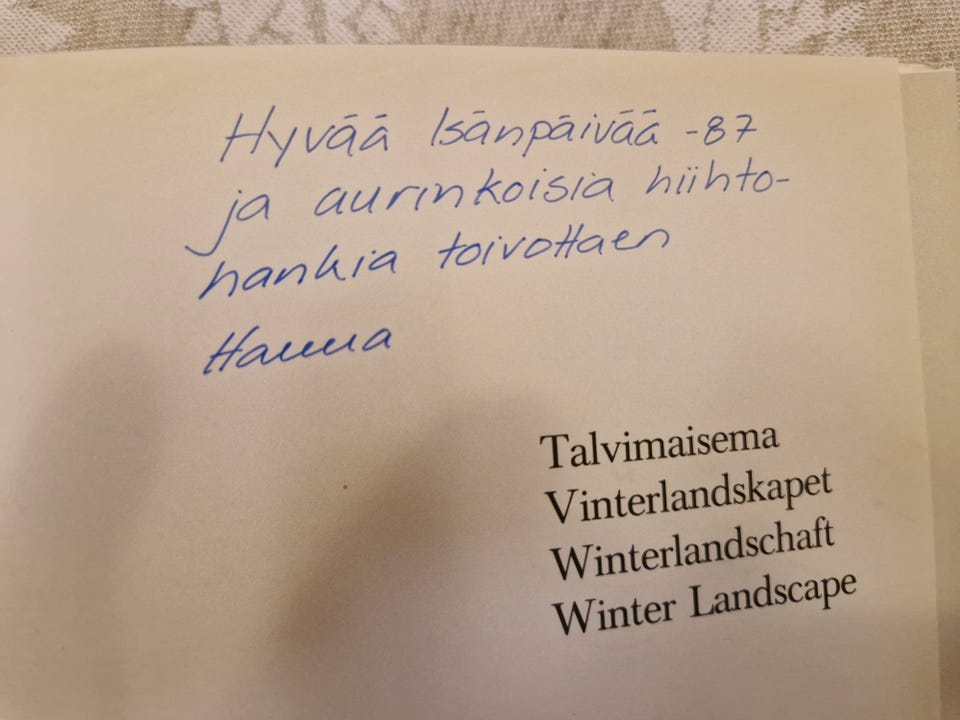 Hyvää Isänpäivää -87
ja aurinkoisia hiihto-
hankia toivottaen
Hanna
Talvimaisema
Vinterlandskapet
Winterlandschaft
Winter Landscape